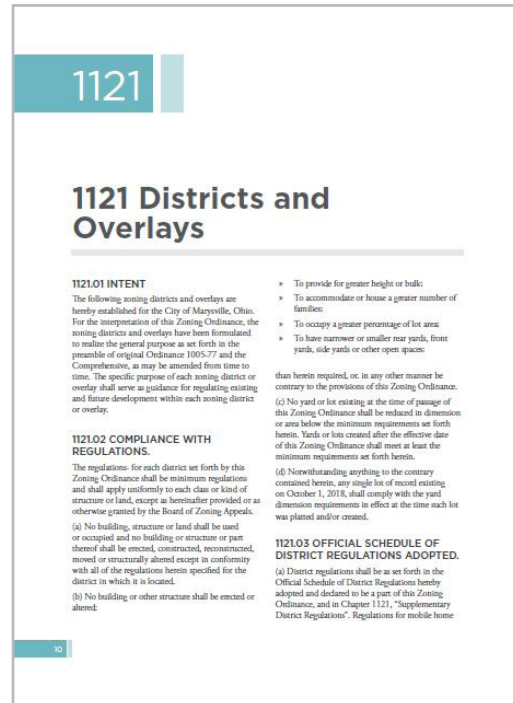 1121
1121 Districts and
Overlays
1121.01 INTENT
The following zoning districts and overlays are
hereby established for the City of Marysville, Ohio.
For the interpretation of this Zoning Ordinance, the
zoning districts and overlays have been formulated
to realize the general purpose as set forth in the
preamble of original Ordinance 1005-77 and the
Comprehensive, as may be amended from time to
time. The specific purpose of each zoning district or
overlay shall serve as guidance for regulating existing
and future development within each zoning district
or overlay.
1121.02 COMPLIANCE WITH
REGULATIONS.
The regulations- for each district set forth by this
Zoning Ordinance shall be minimum regulations
and shall apply uniformly to each class or kind of
structure or land, except as hereinafter provided or as
otherwise granted by the Board of Zoning Appeals.
(a) No building, structure or land shall be used
or occupied and no building or structure or part
thereof shall be erected, constructed, reconstructed,
moved or structurally altered except in conformity
with all of the regulations herein specified for the
district in which it is located.
(b) No building or other structure shall be erected or
altered:
» To provide for greater height or bulk:
» To accommodate or house a greater number of
families:
» To occupy a greater percentage of lot area:
» To have narrower or smaller rear yards, front
yards, side yards or other open spaces:
than herein required, or. in any other manner be
contrary to the provisions of this Zoning Ordinance.
(c) No yard or lot existing at the time of passage of
this Zoning Ordinance shall be reduced in dimension
or area below the minimum requirements set forth
herein. Yards or lots created after the effective date
of this Zoning Ordinance shall meet at least the
minimum requirements set forth herein.
(d) Notwithstanding anything to the contrary
contained herein, any single lot of record existing
on October 1, 2018, shall comply with the yard
dimension requirements in effect at the time such lot
was platted and/or created.
1121.03 OFFICIAL SCHEDULE OF
DISTRICT REGULATIONS ADOPTED.
(a) District regulations shall be as set forth in the
Official Schedule of District Regulations hereby
adopted and declared to be a part of this Zoning
Ordinance, and in Chapter 1121, "Supplementary
District Regulations". Regulations for mobile home
10